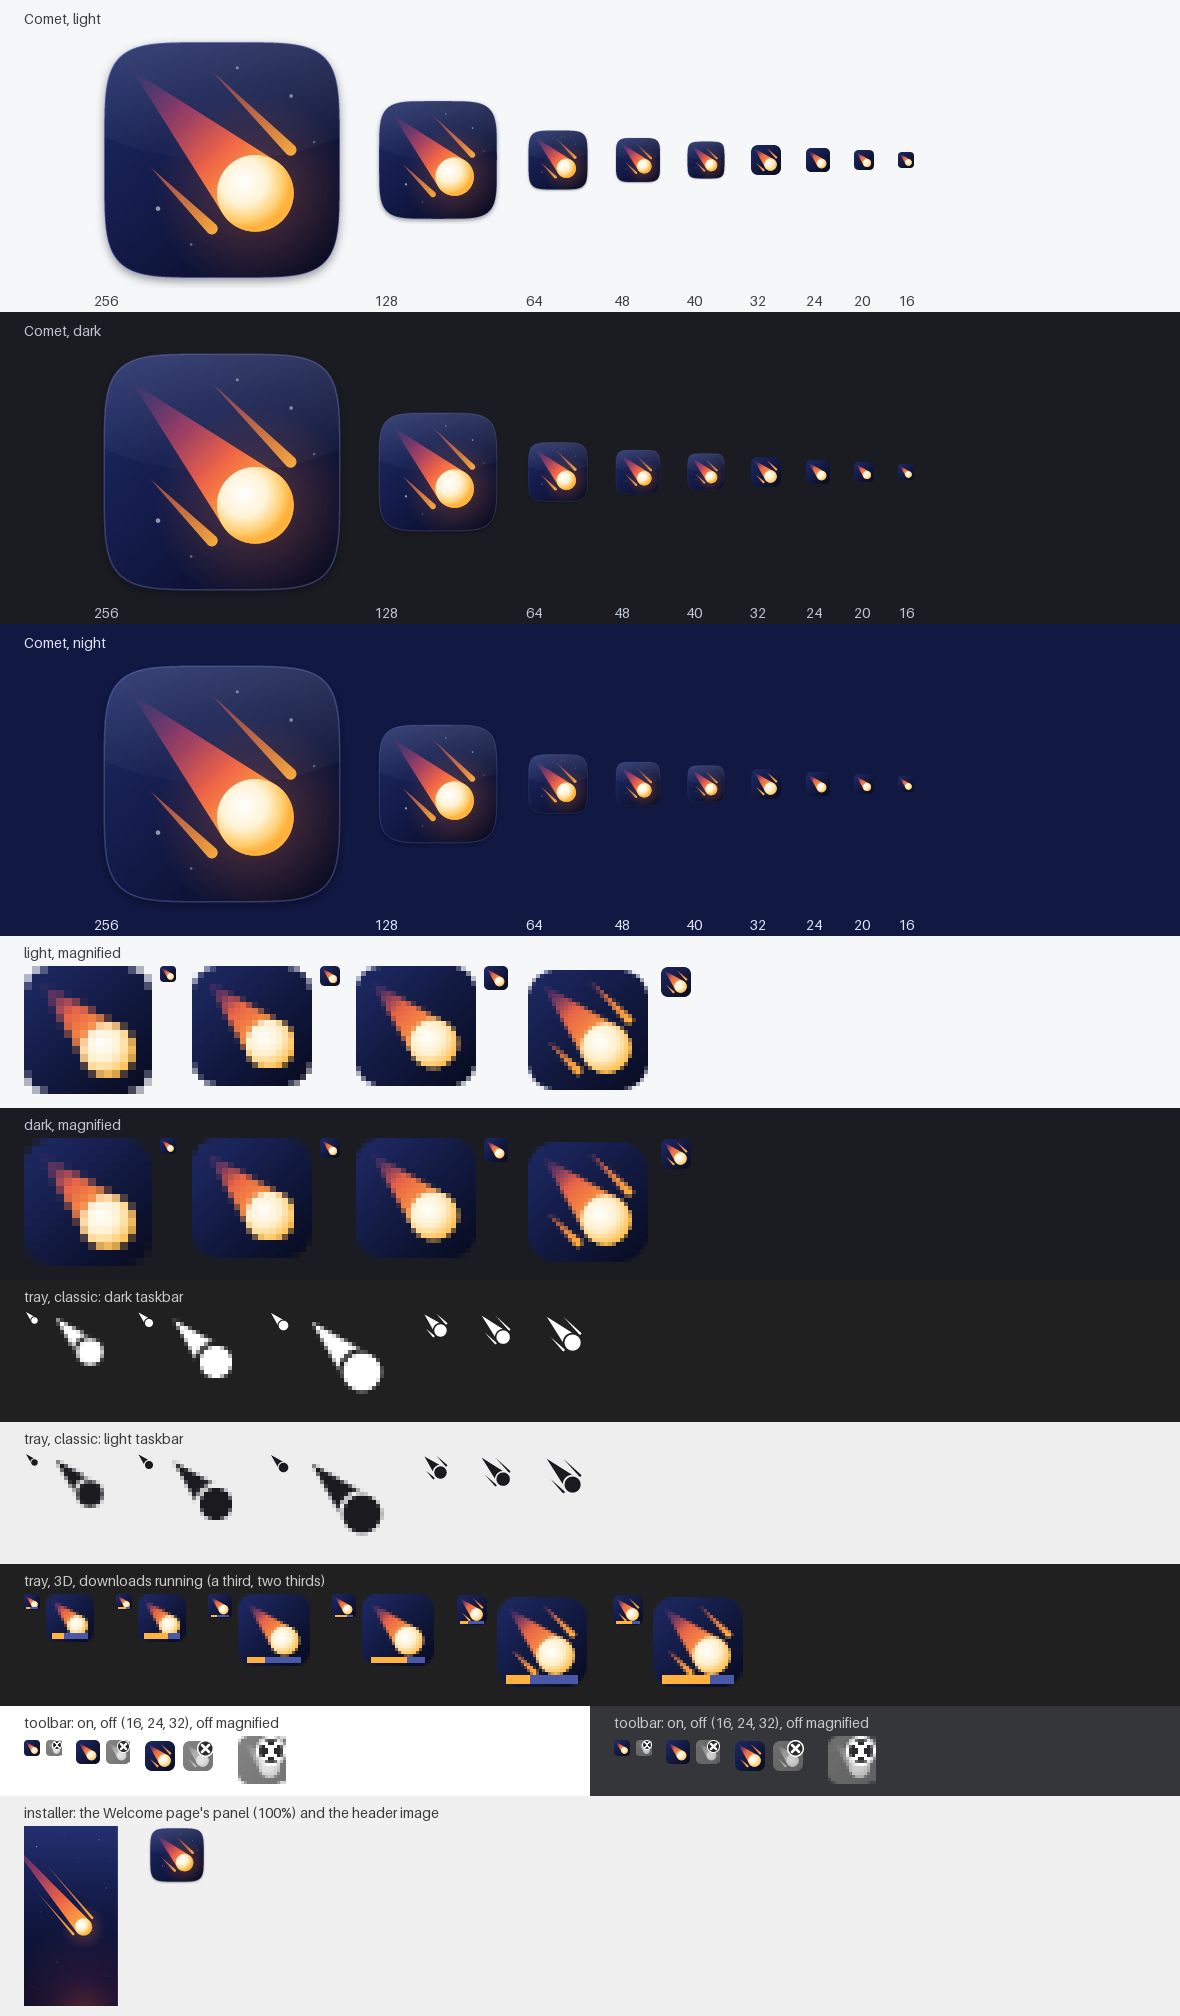 Comet, light
256 128 64 48 40 32 24 20 16
Comet, dark
256 128 64 48 40 32 24 20 16
Comet, night
256 128 64 48 40 32 24 20 16
light, magnified
dark, magnified
tray, classic: dark taskbar
tray, classic: light taskbar
tray, 3D, downloads running (a third, two thirds)
toolbar: on, off (16, 24, 32), off magnified
toolbar: on, off (16, 24, 32), off magnified
installer: the Welcome page's panel (100%) and the header image